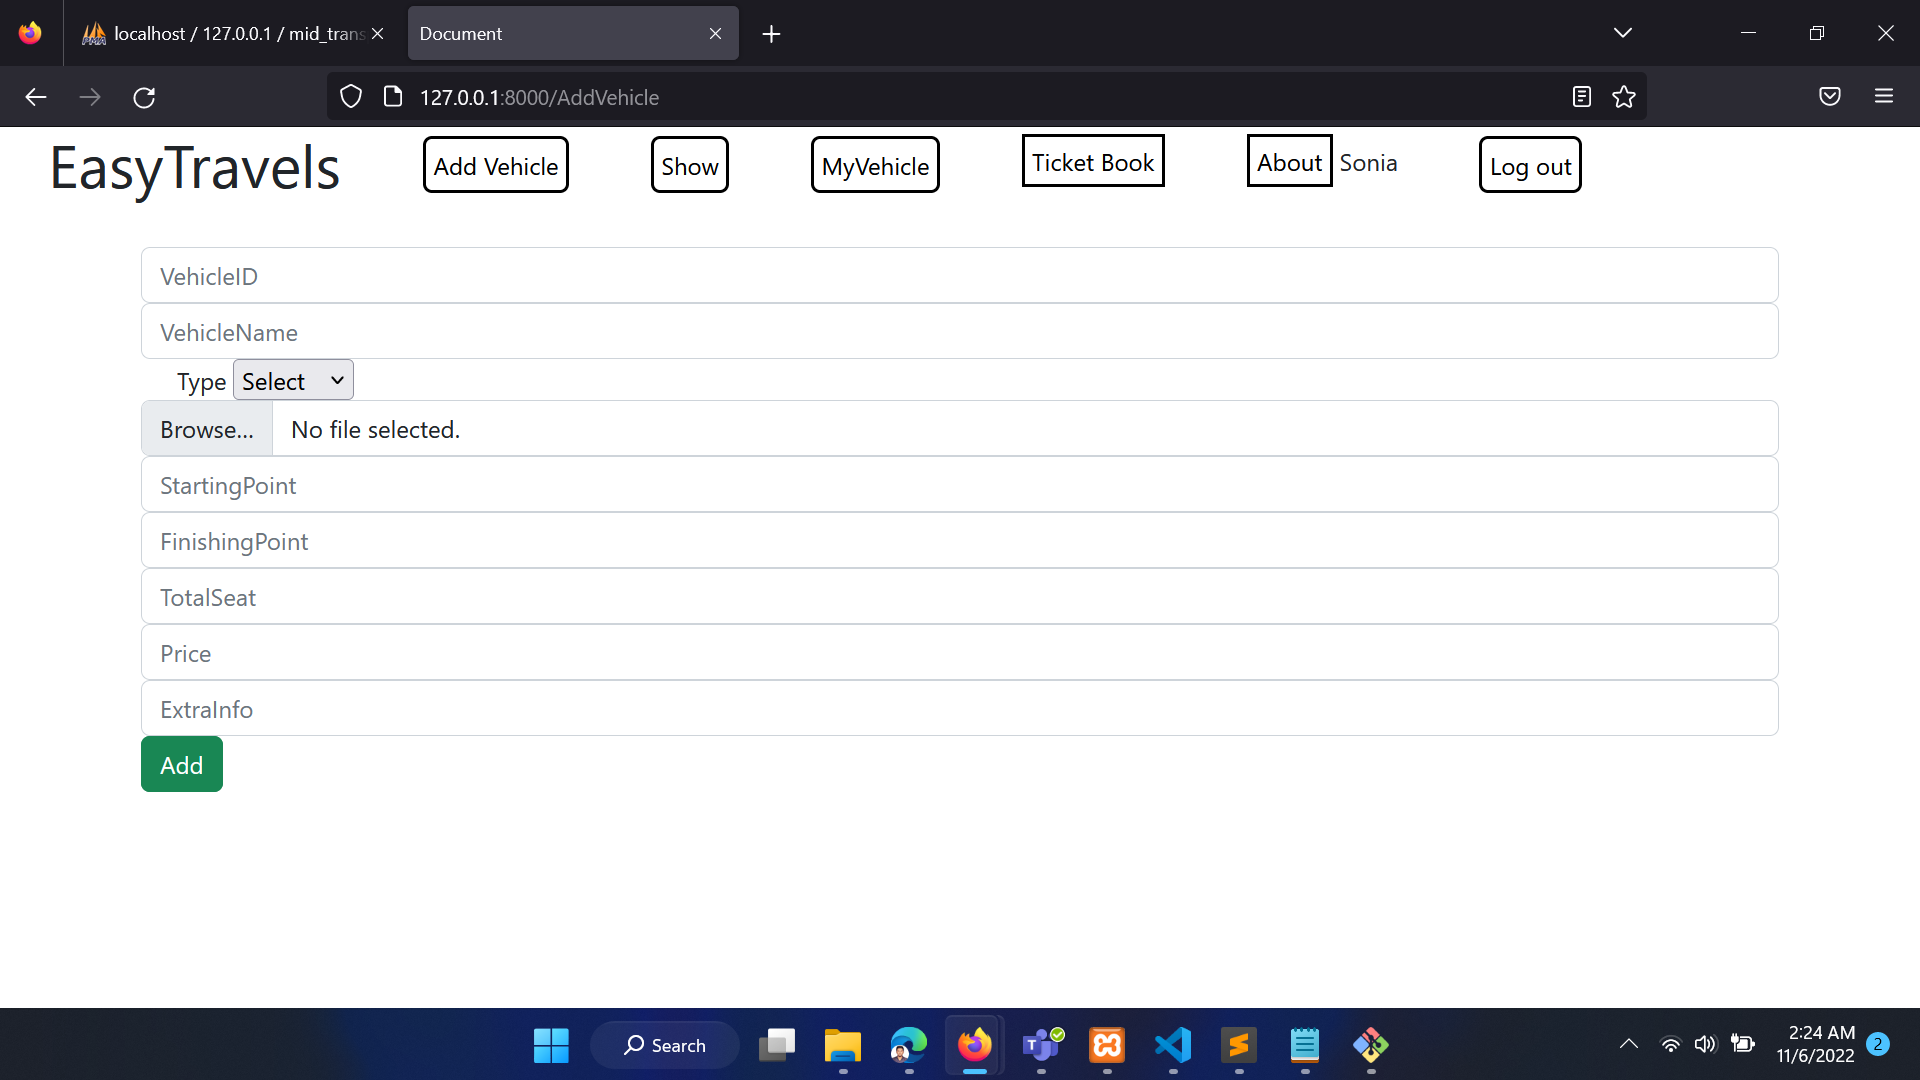 localhost / 127.0.0.1 / mid_trans
Document
127.0.0.1:8000/AddVehicle
EasyTravels
Add Vehicle
Show
MyVehicle
Ticket Book
About
Sonia
Log out
VehicleID
VehicleName
Type Select
Browse... No file selected.
StartingPoint
FinishingPoint
TotalSeat
Price
ExtraInfo
Add
Search
2:24 AM
11/6/2022
2